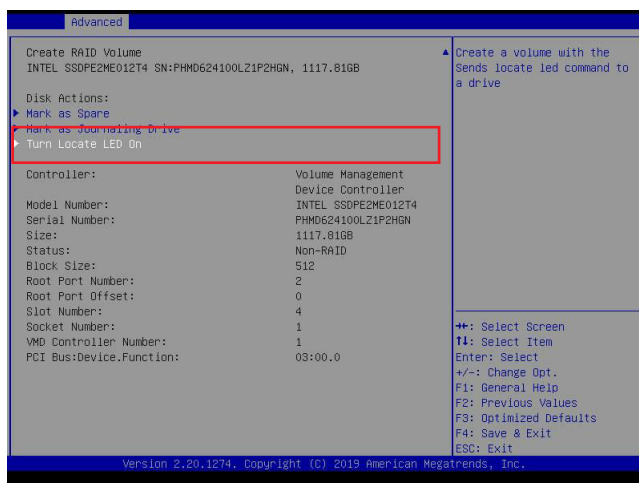 Advanced
Create RAID Volume
INTEL SSDPE2ME012T4 SN:PHMD624100LZ1P2HGN, 1117.81GB
Disk Actions:
Mark as Spare
Mark as Journaling Drive
Turn Locate LED On
Controller: Volume Management
Device Controller
Model Number: INTEL SSDPE2ME012T4
Serial Number: PHMD624100LZ1P2HGN
Size: 1117.81GB
Status: Non-RAID
Block Size: 512
Root Port Number: 2
Root Port Offset: 0
Slot Number: 4
Socket Number: 1
VMD Controller Number: 1
PCI Bus:Device.Function: 03:00.0
Create a volume with the
Sends locate led command to
a drive
→←: Select Screen
↑↓: Select Item
Enter: Select
+/-: Change Opt.
F1: General Help
F2: Previous Values
F3: Optimized Defaults
F4: Save & Exit
ESC: Exit
Version 2.20.1274. Copyright (C) 2019 American Megatrends, Inc.